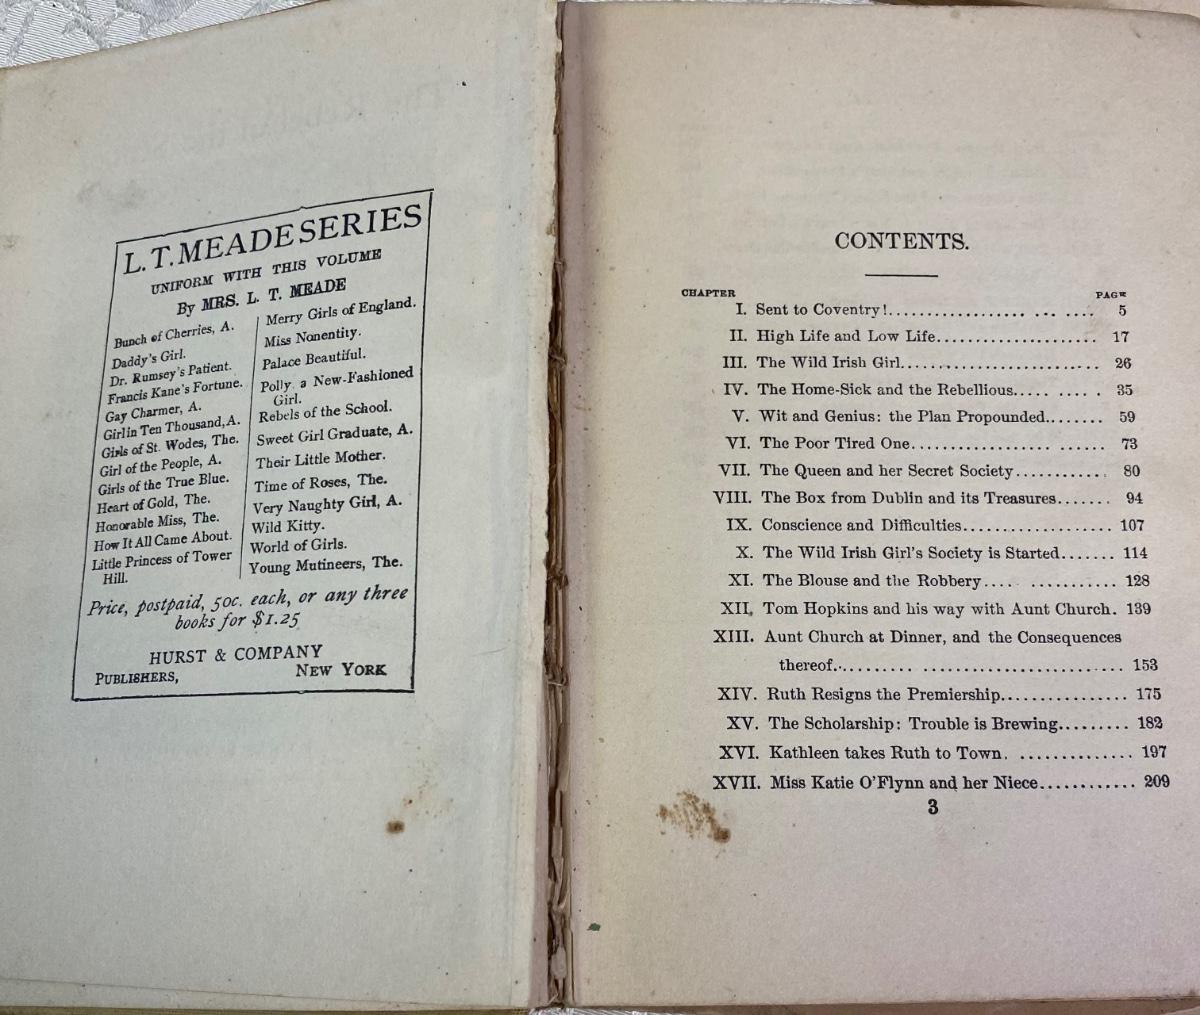 L. T. MEADE SERIES
UNIFORM WITH THIS VOLUME
By MRS. L. T. MEADE
Bunch of Cherries, A.
Daddy's Girl.
Dr. Rumsey's Patient.
Francis Kane's Fortune.
Gay Charmer, A.
Girl in Ten Thousand, A.
Girls of St. Wodes, The.
Girl of the People, A.
Girls of the True Blue.
Heart of Gold, The.
Honorable Miss, The.
How It All Came About.
Little Princess of Tower
Hill.
Merry Girls of England.
Miss Nonentity.
Palace Beautiful.
Polly a New-Fashioned
Girl.
Rebels of the School.
Sweet Girl Graduate, A.
Their Little Mother.
Time of Roses, The.
Very Naughty Girl, A.
Wild Kitty.
World of Girls.
Young Mutineers, The.
Price, postpaid, 50c. each, or any three
books for $1.25
HURST & COMPANY
PUBLISHERS, NEW YORK
CONTENTS.
CHAPTER PAGE
I. Sent to Coventry!.................. ... .... 5
II. High Life and Low Life...................... 17
III. The Wild Irish Girl........................... 26
IV. The Home-Sick and the Rebellious..... ..... . 35
V. Wit and Genius: the Plan Propounded........ 59
VI. The Poor Tired One................. ....... 73
VII. The Queen and her Secret Society............ 80
VIII. The Box from Dublin and its Treasures....... 94
IX. Conscience and Difficulties.................... 107
X. The Wild Irish Girl's Society is Started....... 114
XI. The Blouse and the Robbery.... . ............ 128
XII. Tom Hopkins and his way with Aunt Church. 139
XIII. Aunt Church at Dinner, and the Consequences
thereof........... .......................... 153
XIV. Ruth Resigns the Premiership................ 175
XV. The Scholarship: Trouble is Brewing......... 182
XVI. Kathleen takes Ruth to Town. .............. 197
XVII. Miss Katie O'Flynn and her Niece............ 209
3